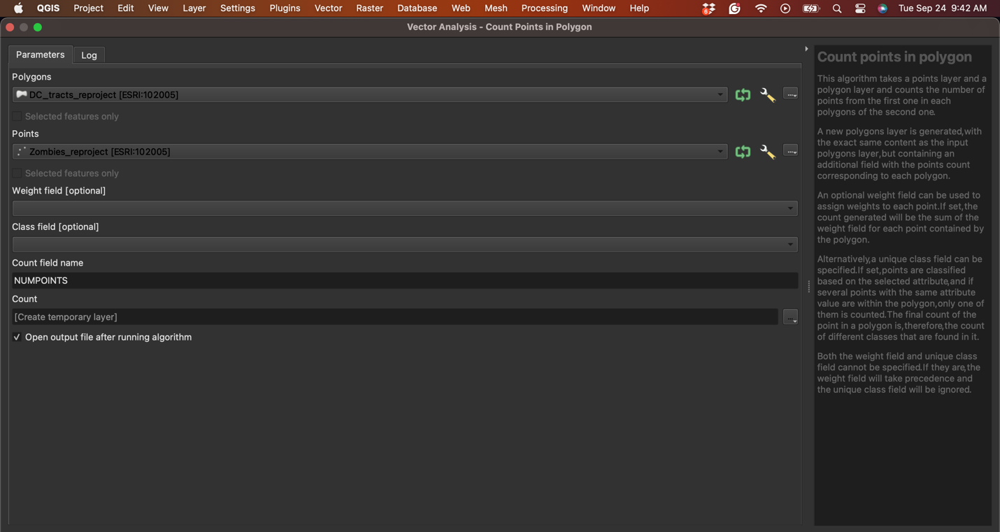 QGIS Project Edit View Layer Settings Plugins Vector Raster Database Web Mesh Processing Window Help 6 Tue Sep 24 9:42 AM
Vector Analysis - Count Points in Polygon
Parameters Log
Polygons
DC_tracts_reproject [ESRI:102005]
...
Selected features only
Points
Zombies_reproject [ESRI:102005]
...
Selected features only
Weight field [optional]
Class field [optional]
Count field name
NUMPOINTS
Count
[Create temporary layer]
...
Open output file after running algorithm
Count points in polygon
This algorithm takes a points layer and a
polygon layer and counts the number of
points from the first one in each
polygons of the second one.
A new polygons layer is generated,with
the exact same content as the input
polygons layer,but containing an
additional field with the points count
corresponding to each polygon.
An optional weight field can be used to
assign weights to each point.If set,the
count generated will be the sum of the
weight field for each point contained by
the polygon.
Alternatively,a unique class field can be
specified.If set,points are classified
based on the selected attribute,and if
several points with the same attribute
value are within the polygon,only one of
them is counted.The final count of the
point in a polygon is,therefore,the count
of different classes that are found in it.
Both the weight field and unique class
field cannot be specified.If they are,the
weight field will take precedence and
the unique class field will be ignored.